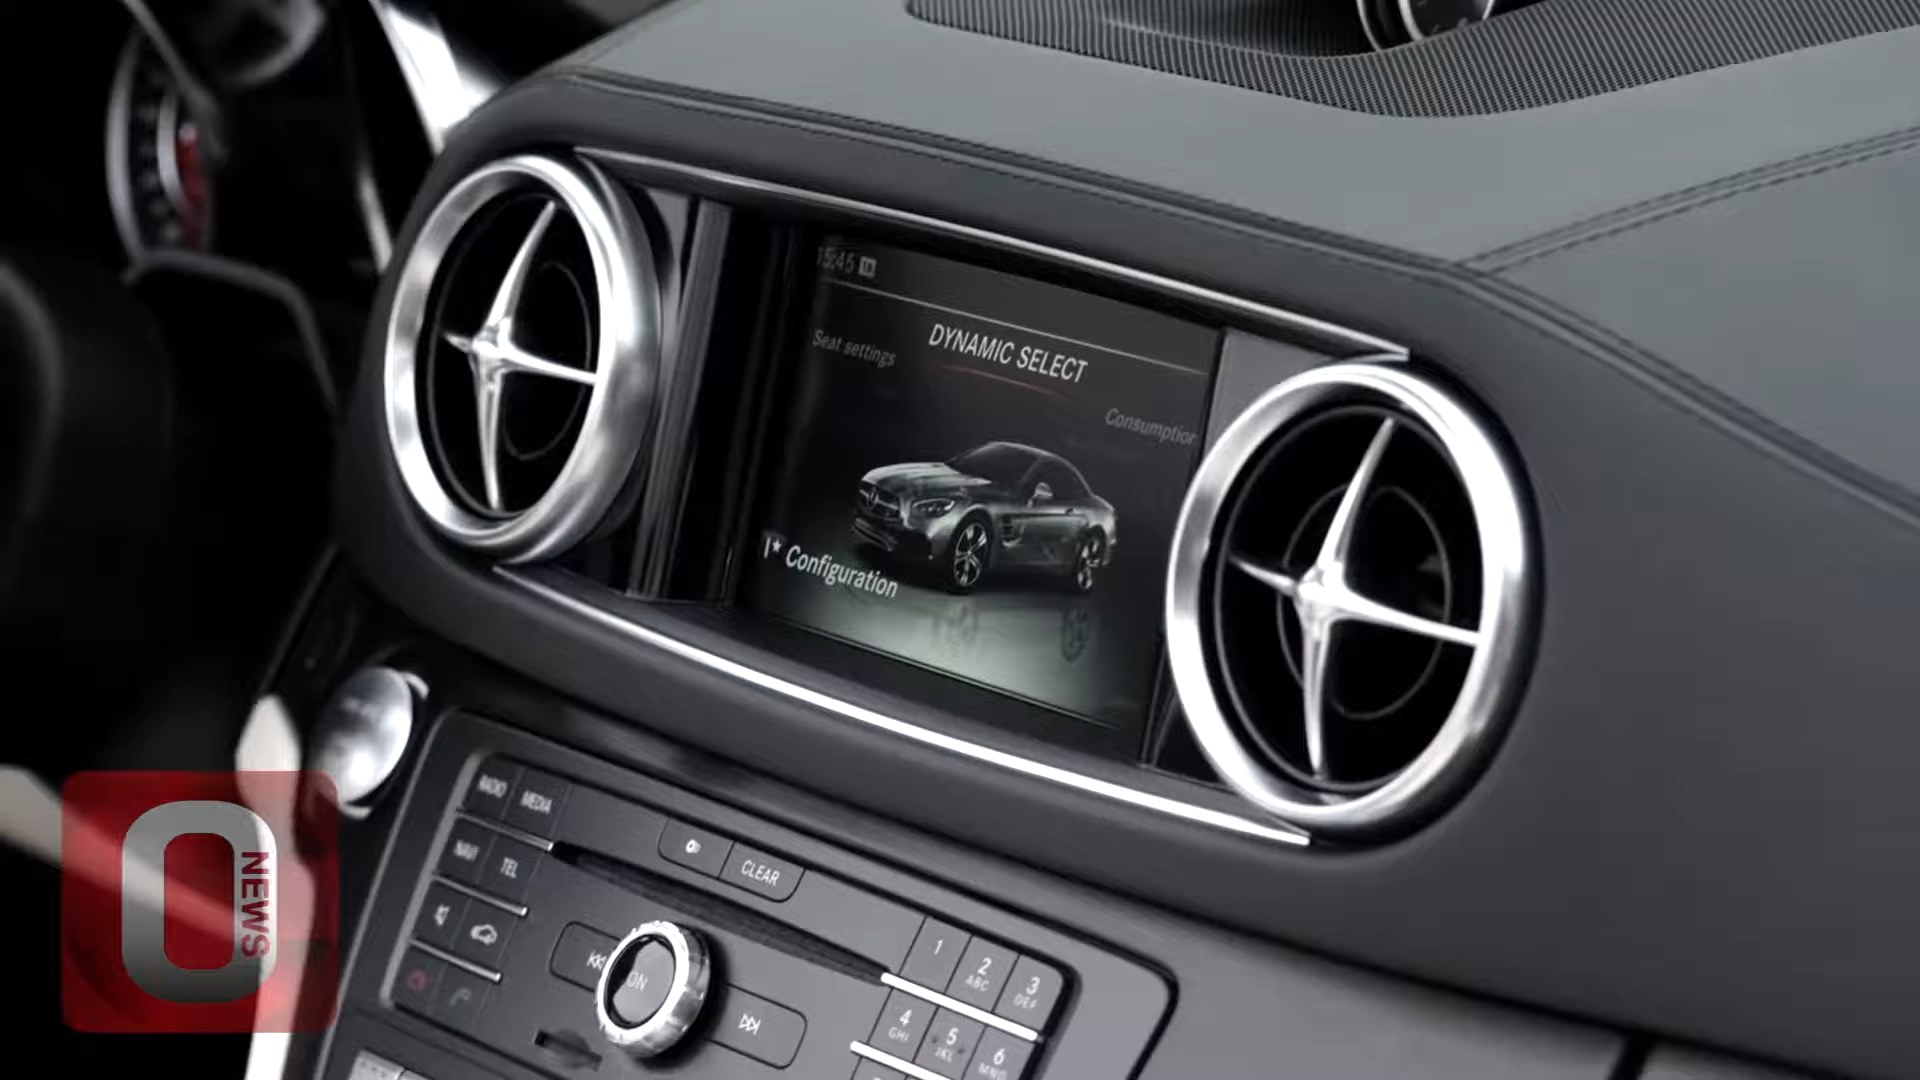 15:45
DYNAMIC SELECT
Seat settings
Consumption
I* Configuration
RADIO
MEDIA
NAVI
TEL
CLEAR
ON
1
2
ABC
3
DEF
4
GHI
5
JKL
6
MNO
O
NEWS